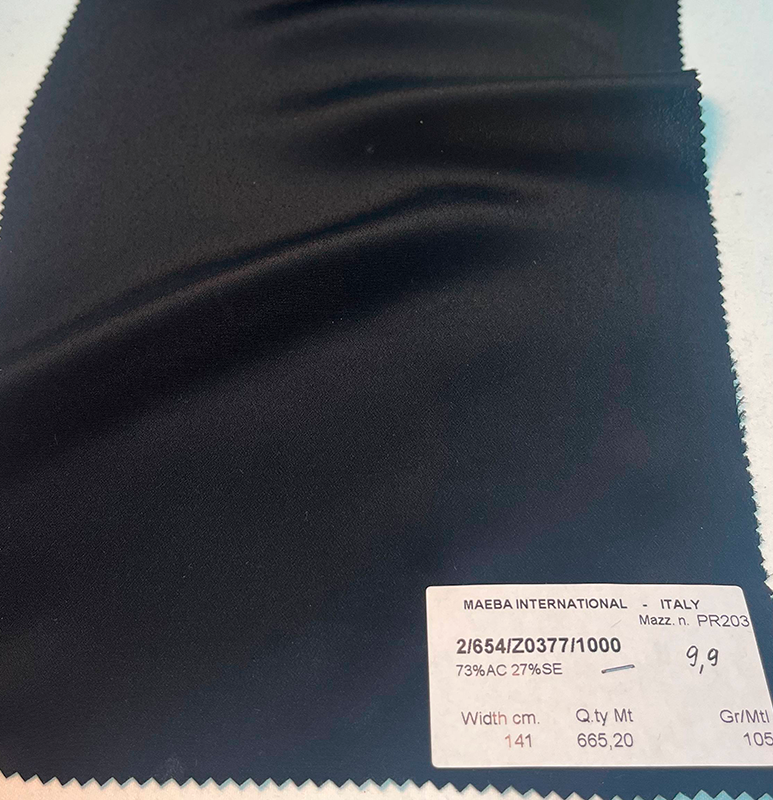 MAEBA INTERNATIONAL - ITALY
Mazz. n. PR203
2/654/Z0377/1000
73%AC 27%SE
9,9
Width cm. Q.ty Mt Gr/Mtl
141 665,20 105